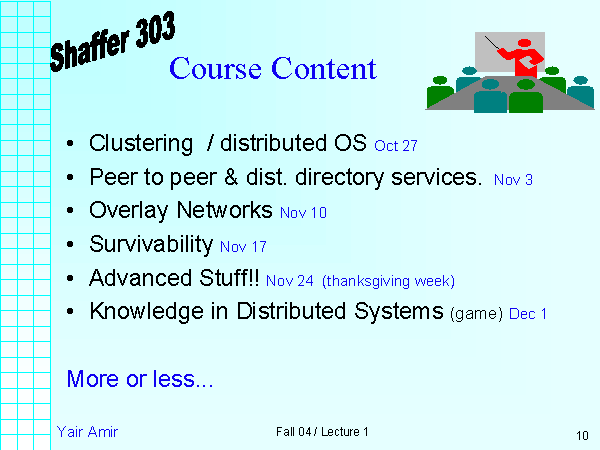 Shaffer 303
Course Content
• Clustering / distributed OS Oct 27
• Peer to peer & dist. directory services. Nov 3
• Overlay Networks Nov 10
• Survivability Nov 17
• Advanced Stuff!! Nov 24 (thanksgiving week)
• Knowledge in Distributed Systems (game) Dec 1
More or less...
Yair Amir
Fall 04 / Lecture 1
10